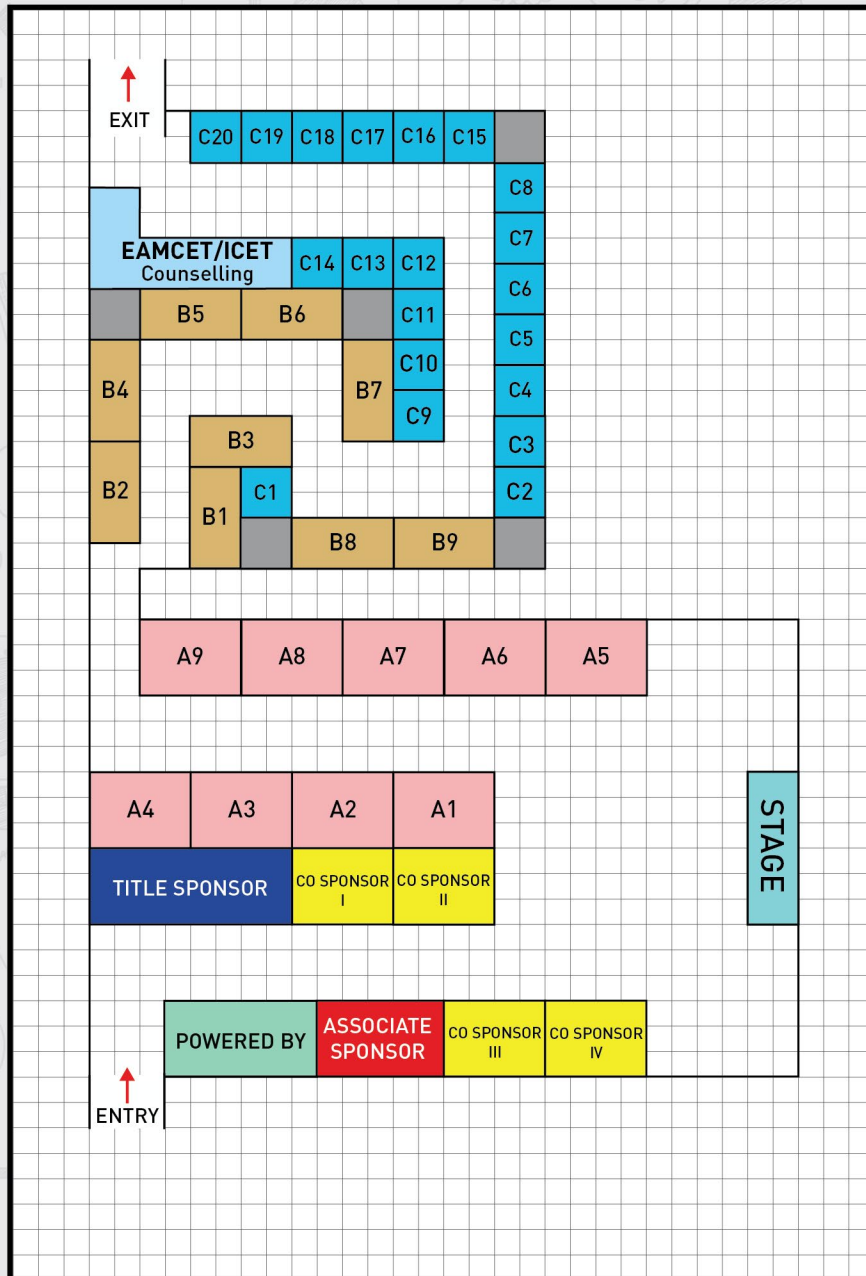 EXIT
C20 C19 C18 C17 C16 C15
C8
C7
EAMCET/ICET
Counselling
C14 C13 C12
C6
B5 B6 C11
C5
B4 B7 C10
C4
C9
B3 C3
B2 B1 C1 C2
B8 B9
A9 A8 A7 A6 A5
A4 A3 A2 A1
STAGE
TITLE SPONSOR
CO SPONSOR
I
CO SPONSOR
II
POWERED BY
ASSOCIATE
SPONSOR
CO SPONSOR
III
CO SPONSOR
IV
ENTRY